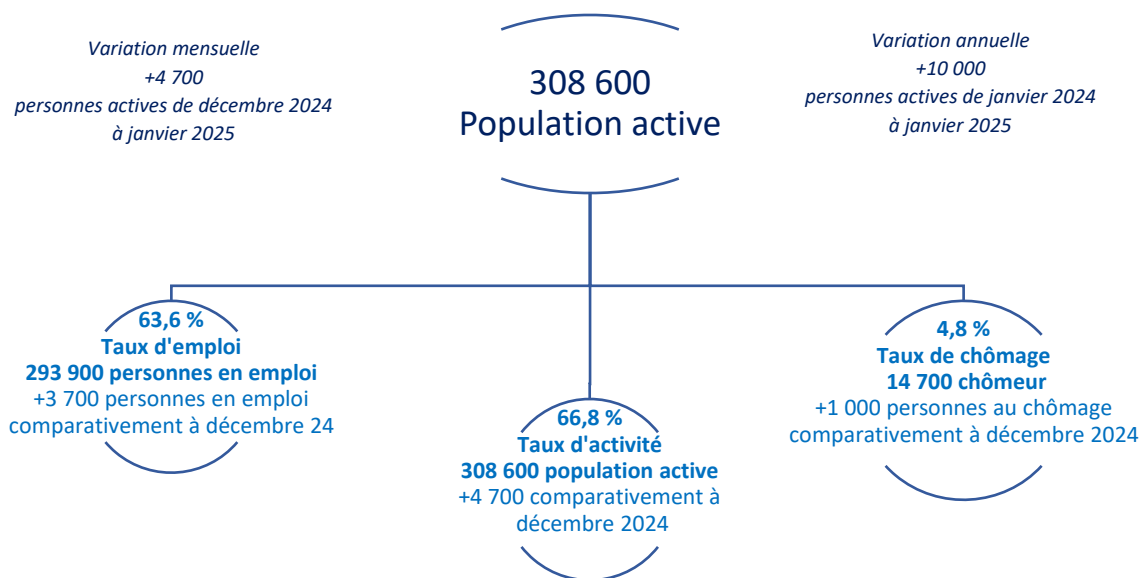 Variation mensuelle
+4 700
personnes actives de décembre 2024
à janvier 2025
308 600
Population active
Variation annuelle
+10 000
personnes actives de janvier 2024
à janvier 2025
63,6 %
Taux d'emploi
293 900 personnes en emploi
+3 700 personnes en emploi
comparativement à décembre 24
66,8 %
Taux d'activité
308 600 population active
+4 700 comparativement à
décembre 2024
4,8 %
Taux de chômage
14 700 chômeur
+1 000 personnes au chômage
comparativement à décembre 2024